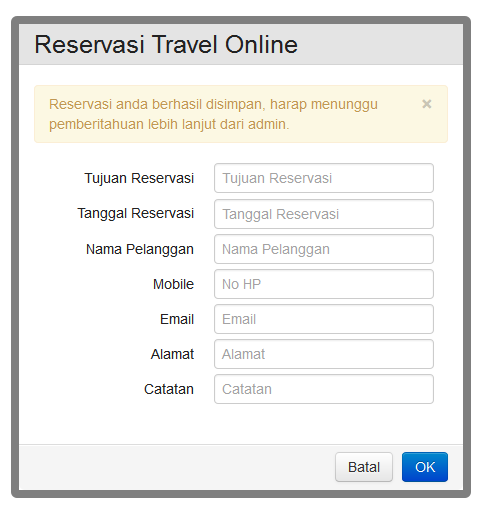 Reservasi Travel Online
Reservasi anda berhasil disimpan, harap menunggu ×
pemberitahuan lebih lanjut dari admin.
Tujuan Reservasi Tujuan Reservasi
Tanggal Reservasi Tanggal Reservasi
Nama Pelanggan Nama Pelanggan
Mobile No HP
Email Email
Alamat Alamat
Catatan Catatan
Batal OK